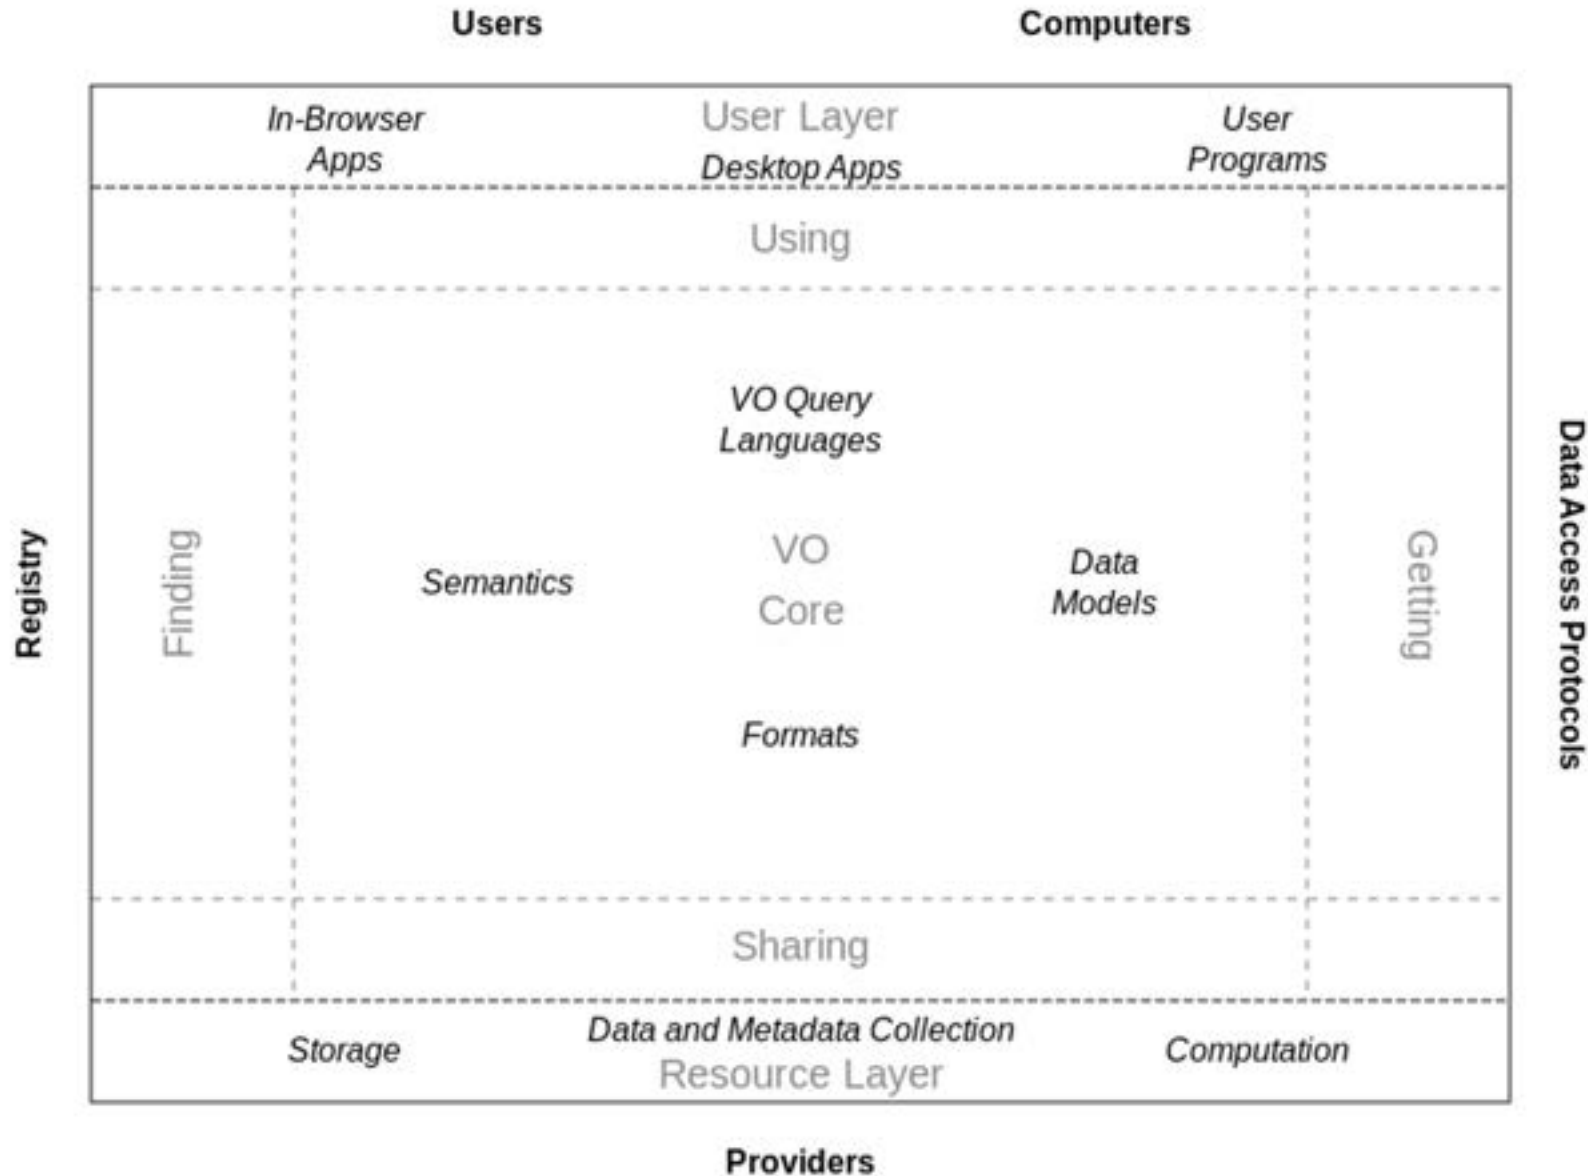 Users
Computers
In-Browser
Apps
User Layer
Desktop Apps
User
Programs
Using
VO Query
Languages
Registry
Finding
Semantics
VO
Core
Data
Models
Getting
Data Access Protocols
Formats
Sharing
Storage
Data and Metadata Collection
Resource Layer
Computation
Providers